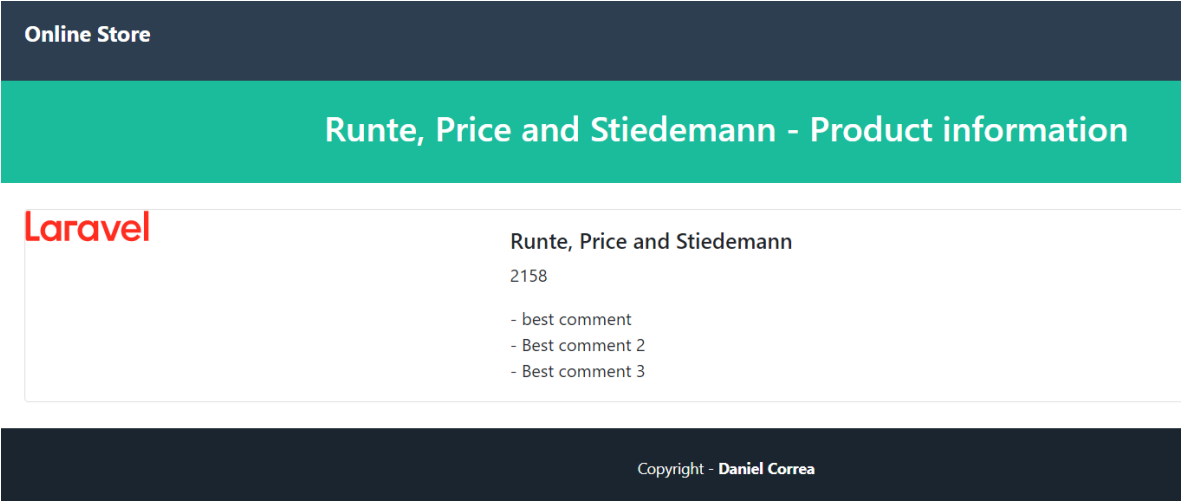 Online Store
Runte, Price and Stiedemann - Product information
Laravel
Runte, Price and Stiedemann
2158
- best comment
- Best comment 2
- Best comment 3
Copyright - Daniel Correa